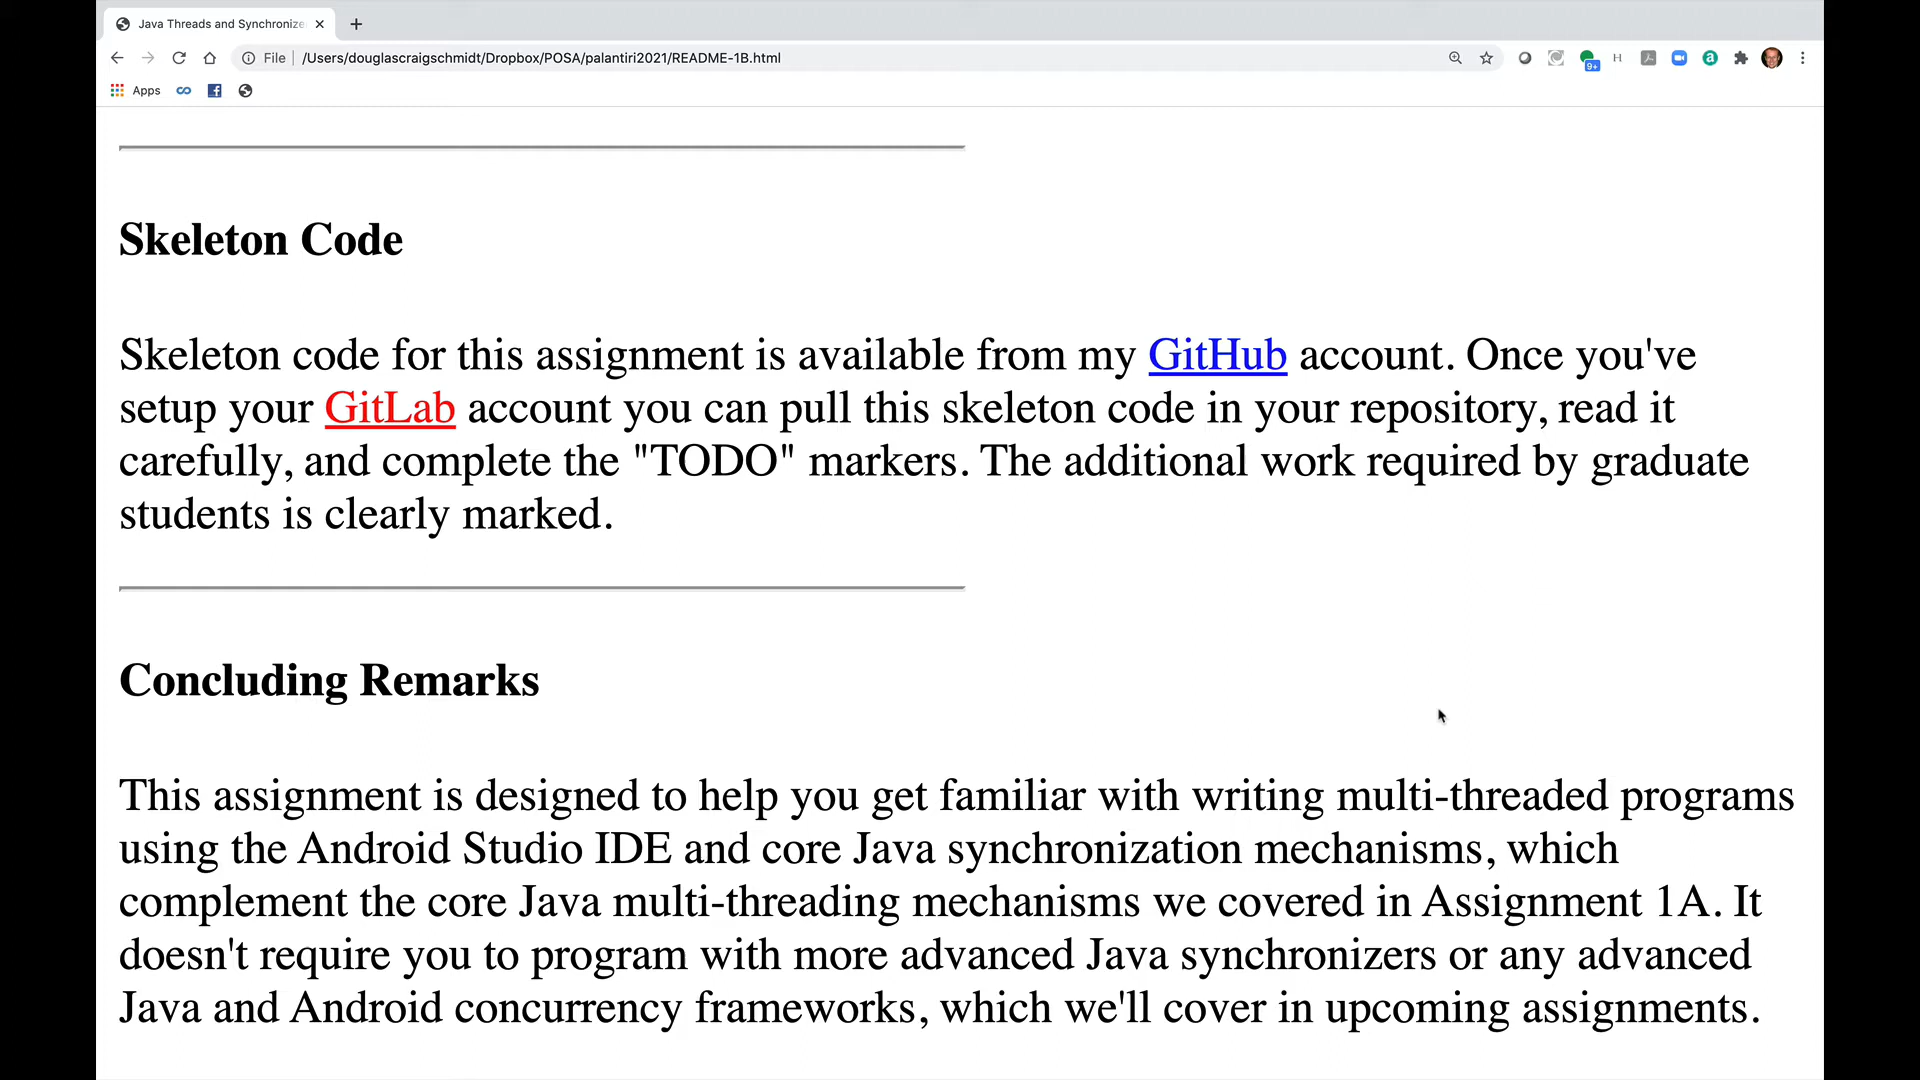 Java Threads and Synchronize
File /Users/douglascraigschmidt/Dropbox/POSA/palantiri2021/README-1B.html
9+
H
a
Apps
Skeleton Code
Skeleton code for this assignment is available from my GitHub account. Once you've
setup your GitLab account you can pull this skeleton code in your repository, read it
carefully, and complete the "TODO" markers. The additional work required by graduate
students is clearly marked.
Concluding Remarks
This assignment is designed to help you get familiar with writing multi-threaded programs
using the Android Studio IDE and core Java synchronization mechanisms, which
complement the core Java multi-threading mechanisms we covered in Assignment 1A. It
doesn't require you to program with more advanced Java synchronizers or any advanced
Java and Android concurrency frameworks, which we'll cover in upcoming assignments.